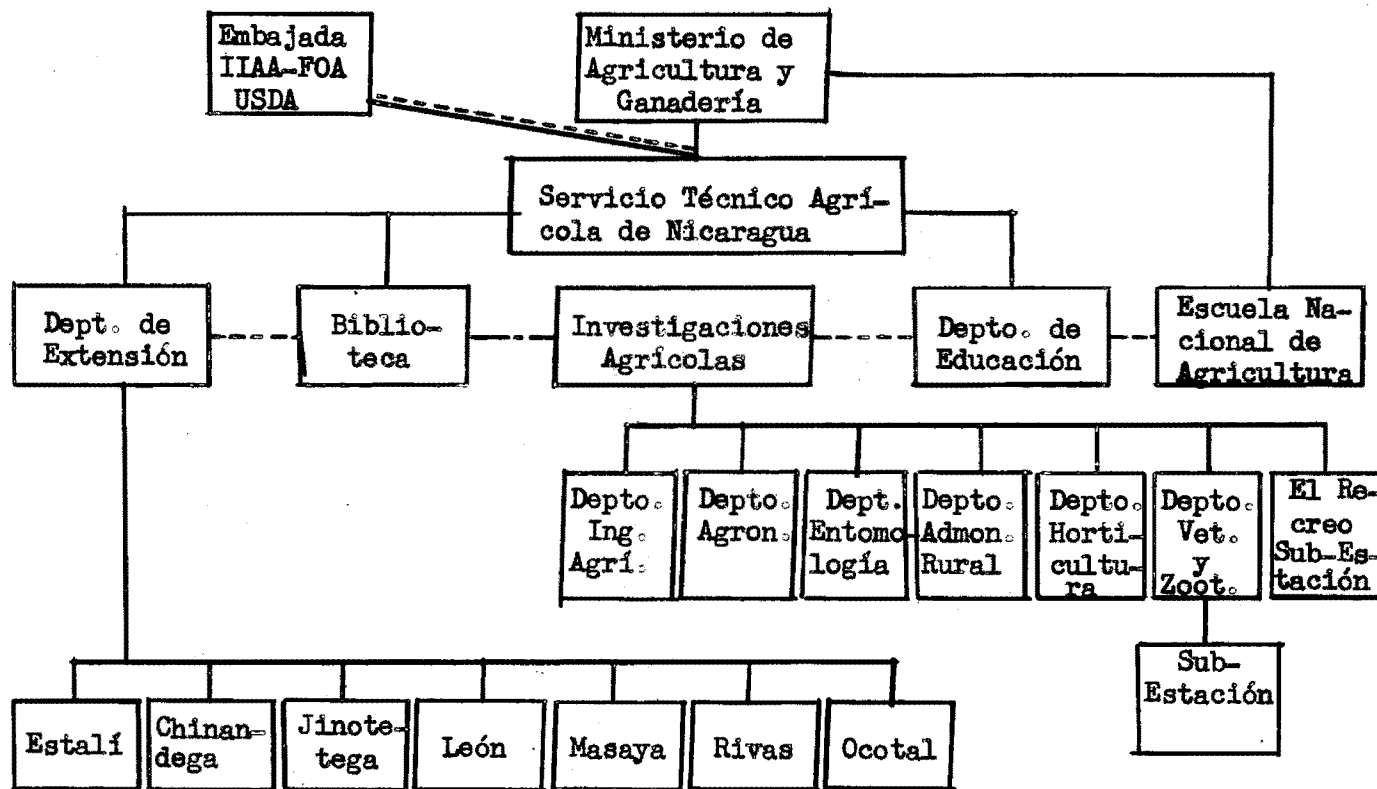 Embajada
IIAA-FOA
USDA
Ministerio de
Agricultura y
Ganadería
Servicio Técnico Agrí-
cola de Nicaragua
Dept. de
Extensión
Biblio-
teca
Investigaciones
Agrícolas
Depto. de
Educación
Escuela Na-
cional de
Agricultura
Depto.
Ing.
Agrí.
Depto.
Agron.
Dept.
Entomo-
logía
Depto.
Admon.
Rural
Depto.
Horti-
cultu-
ra
Depto.
Vet.
y
Zoot.
El Re-
creo
Sub-Es-
tación
Sub-
Estación
Estalí
Chinan-
dega
Jinote-
tega
León
Masaya
Rivas
Ocotal